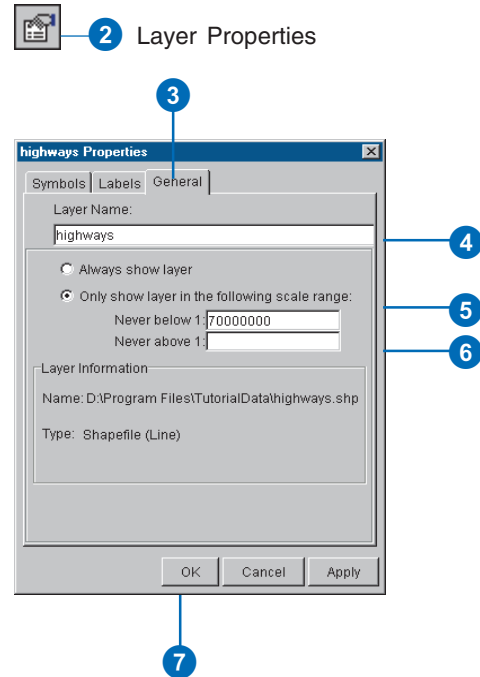 2 Layer Properties
3
highways Properties
Symbols Labels General
Layer Name:
highways
4
Always show layer
Only show layer in the following scale range:
5
Never below 1: 70000000
Never above 1:
6
Layer Information
Name: D:\Program Files\TutorialData\highways.shp
Type: Shapefile (Line)
OK Cancel Apply
7